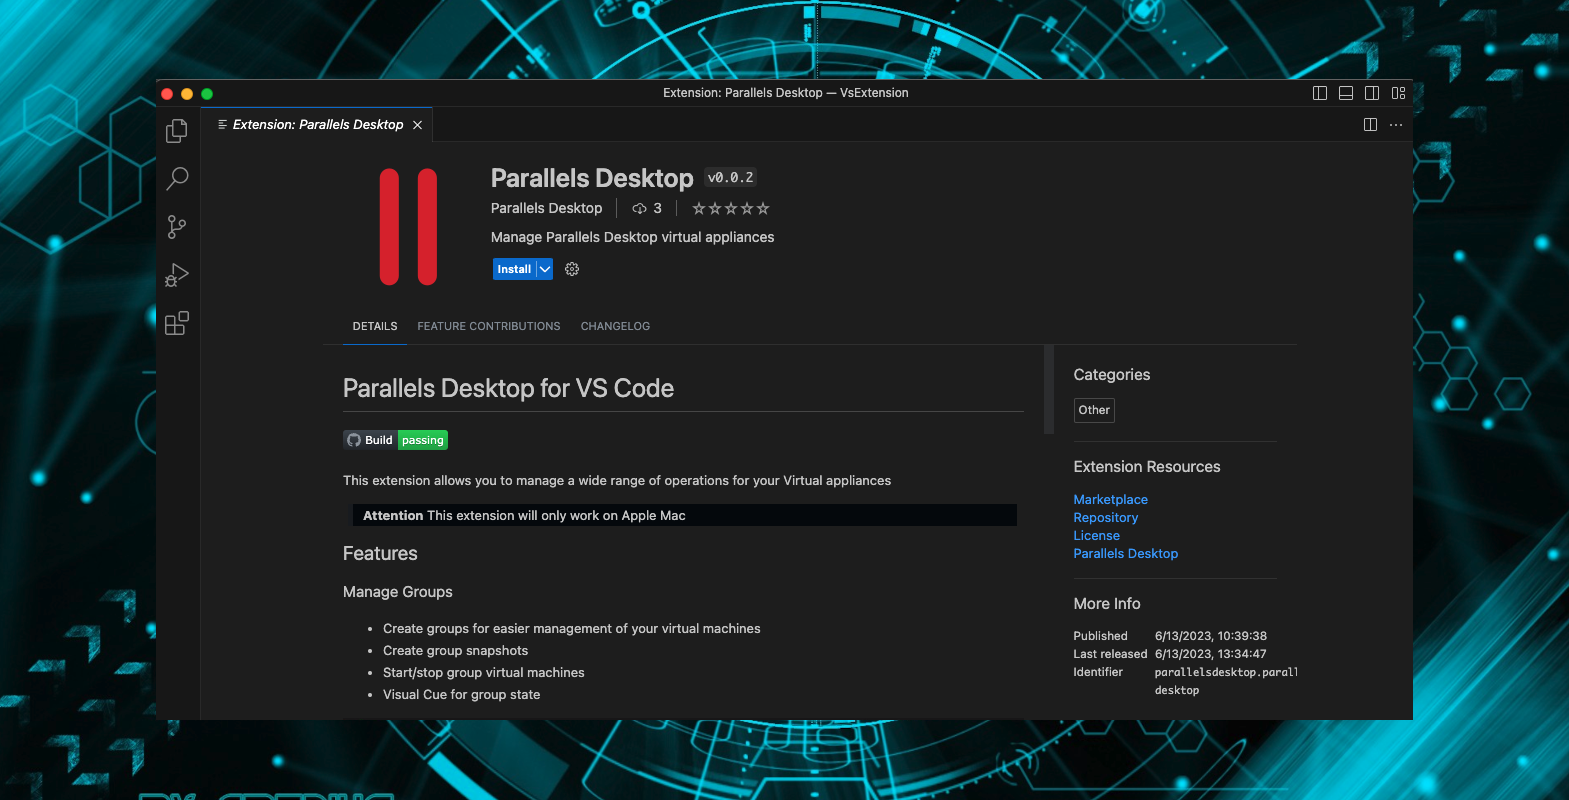 Extension: Parallels Desktop — VsExtension
Extension: Parallels Desktop
Parallels Desktop v0.0.2
Parallels Desktop 3
Manage Parallels Desktop virtual appliances
Install
DETAILS FEATURE CONTRIBUTIONS CHANGELOG
Parallels Desktop for VS Code
Build passing
This extension allows you to manage a wide range of operations for your Virtual appliances
Attention This extension will only work on Apple Mac
Features
Manage Groups
• Create groups for easier management of your virtual machines
• Create group snapshots
• Start/stop group virtual machines
• Visual Cue for group state
Categories
Other
Extension Resources
Marketplace
Repository
License
Parallels Desktop
More Info
Published 6/13/2023, 10:39:38
Last released 6/13/2023, 13:34:47
Identifier parallelsdesktop.parall
desktop